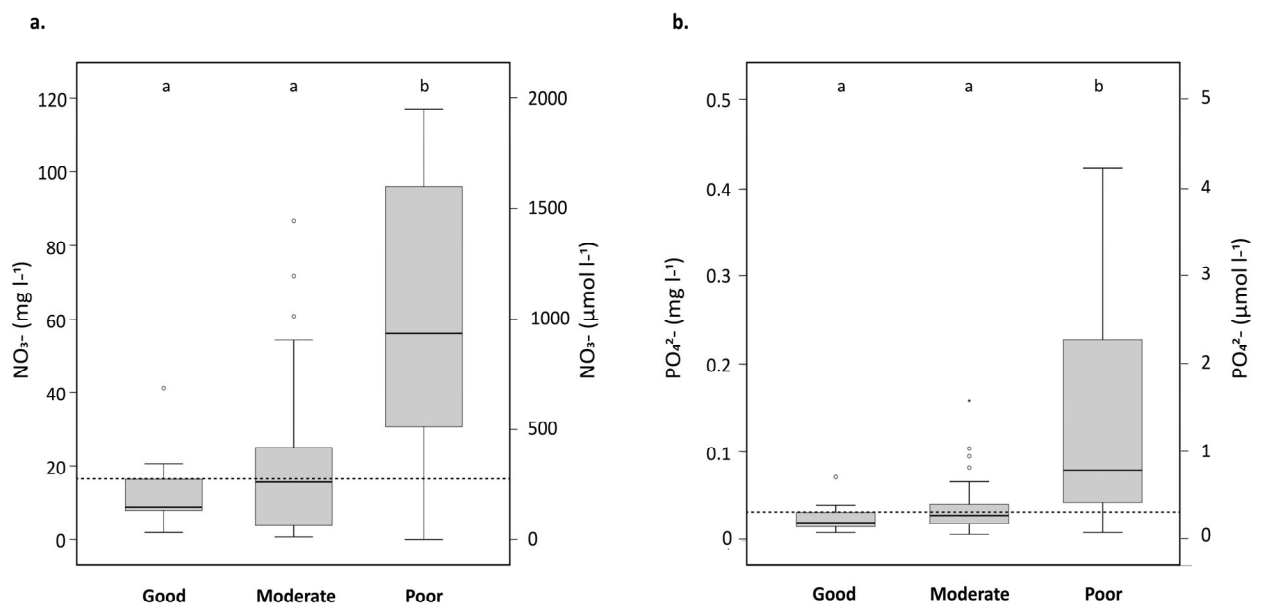 a.
a a b
120
100
80
60
40
20
0
NO₃- (mg l-¹)
2000
1500
1000
500
0
NO₃- (µmol l-¹)
Good Moderate Poor
b.
a a b
0.5
0.4
0.3
0.2
0.1
0
PO₄²- (mg l-¹)
5
4
3
2
1
0
PO₄²- (µmol l-¹)
Good Moderate Poor